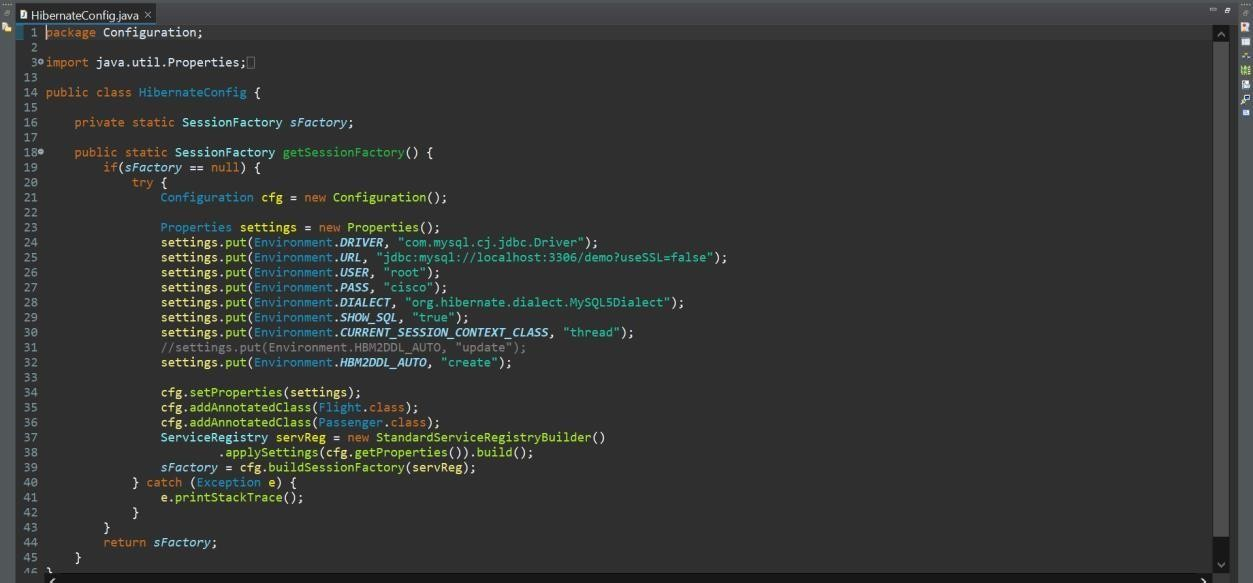 HibernateConfig.java
1 package Configuration;
2
3 import java.util.Properties;
13
14 public class HibernateConfig {
15
16     private static SessionFactory sFactory;
17
18     public static SessionFactory getSessionFactory() {
19         if(sFactory == null) {
20             try {
21                 Configuration cfg = new Configuration();
22
23                 Properties settings = new Properties();
24                 settings.put(Environment.DRIVER, "com.mysql.cj.jdbc.Driver");
25                 settings.put(Environment.URL, "jdbc:mysql://localhost:3306/demo?useSSL=false");
26                 settings.put(Environment.USER, "root");
27                 settings.put(Environment.PASS, "cisco");
28                 settings.put(Environment.DIALECT, "org.hibernate.dialect.MySQL5Dialect");
29                 settings.put(Environment.SHOW_SQL, "true");
30                 settings.put(Environment.CURRENT_SESSION_CONTEXT_CLASS, "thread");
31                 //settings.put(Environment.HBM2DDL_AUTO, "update");
32                 settings.put(Environment.HBM2DDL_AUTO, "create");
33
34                 cfg.setProperties(settings);
35                 cfg.addAnnotatedClass(Flight.class);
36                 cfg.addAnnotatedClass(Passenger.class);
37                 ServiceRegistry servReg = new StandardServiceRegistryBuilder()
38                         .applySettings(cfg.getProperties()).build();
39                 sFactory = cfg.buildSessionFactory(servReg);
40             } catch (Exception e) {
41                 e.printStackTrace();
42             }
43         }
44         return sFactory;
45     }
46 }